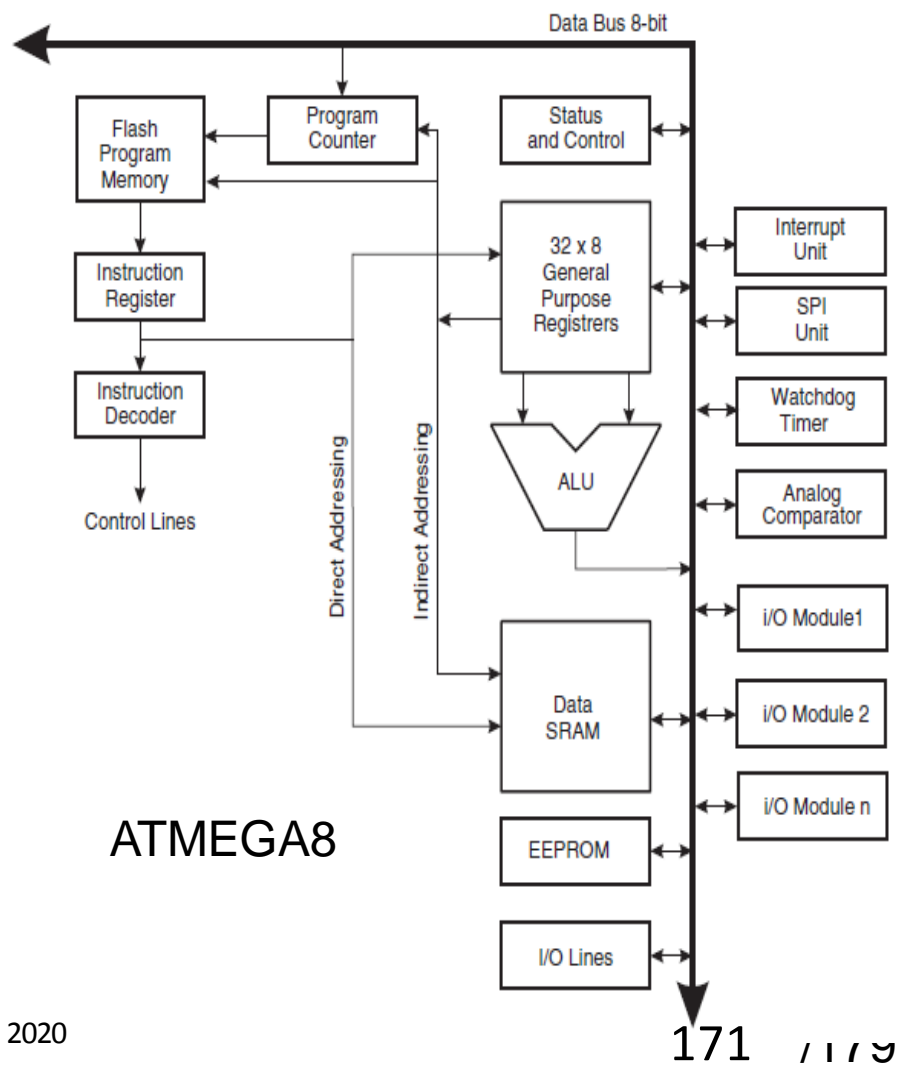 Data Bus 8-bit
Flash
Program
Memory
Program
Counter
Status
and Control
Instruction
Register
32 x 8
General
Purpose
Registrers
Interrupt
Unit
SPI
Unit
Instruction
Decoder
Watchdog
Timer
ALU
Analog
Comparator
Control Lines
Direct Addressing
Indirect Addressing
i/O Module1
Data
SRAM
i/O Module 2
i/O Module n
ATMEGA8
EEPROM
I/O Lines
2020
171